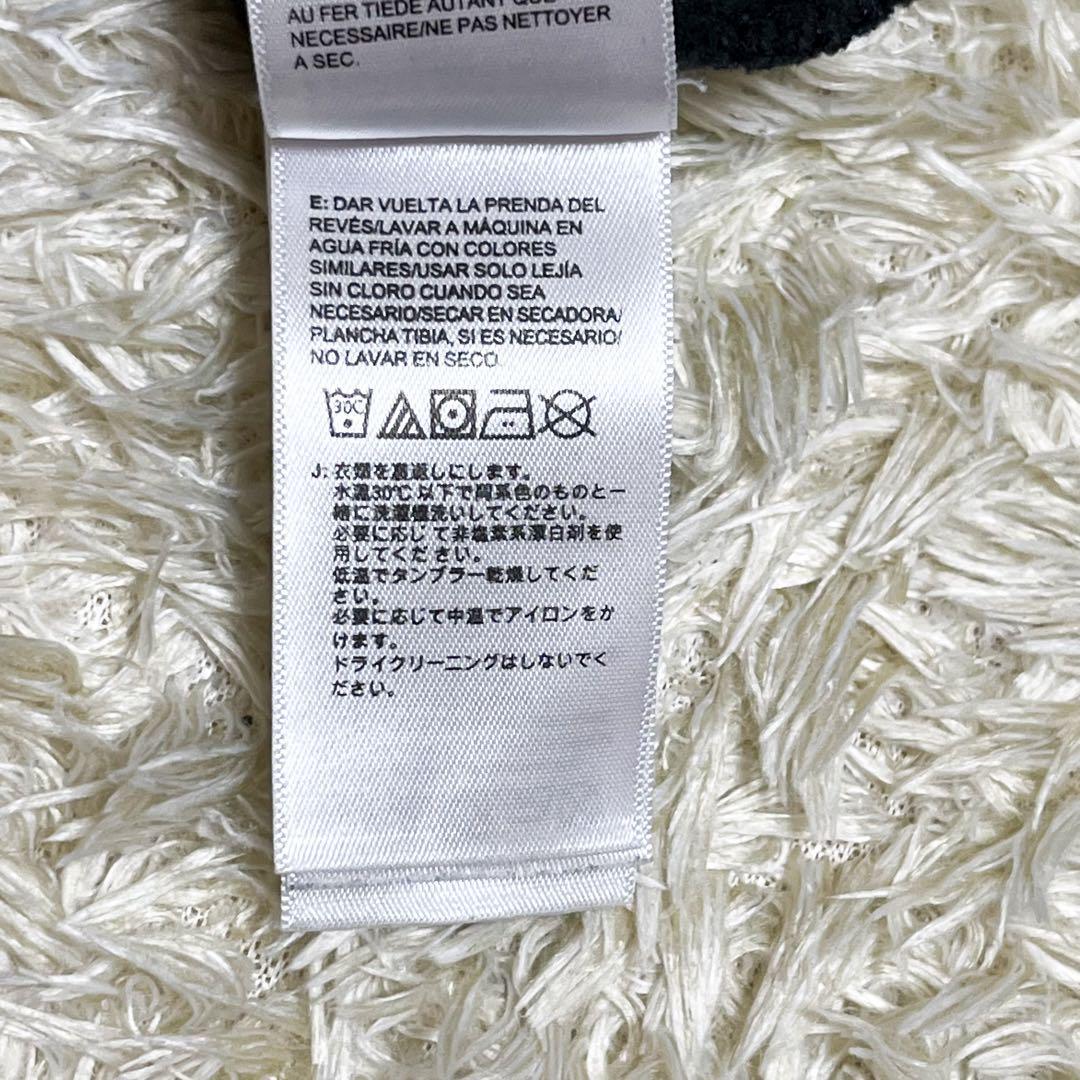 AU FER TIEDE AUTANT QUE
NECESSAIRE/NE PAS NETTOYER
A SEC.
E: DAR VUELTA LA PRENDA DEL
REVÉS/LAVAR A MÁQUINA EN
AGUA FRÍA CON COLORES
SIMILARES/USAR SOLO LEJÍA
SIN CLORO CUANDO SEA
NECESARIO/SECAR EN SECADORA/
PLANCHA TIBIA, SI ES NECESARIO/
NO LAVAR EN SECO
30C
J: 衣類を裏返しにします。
水温30℃以下で同系色のものと一
緒に洗濯機洗いしてください。
必要に応じて非塩素系漂白剤を使
用してください。
低温でタンブラー乾燥してくだ
さい。
必要に応じて中温でアイロンをか
けます。
ドライクリーニングはしないでく
ださい。